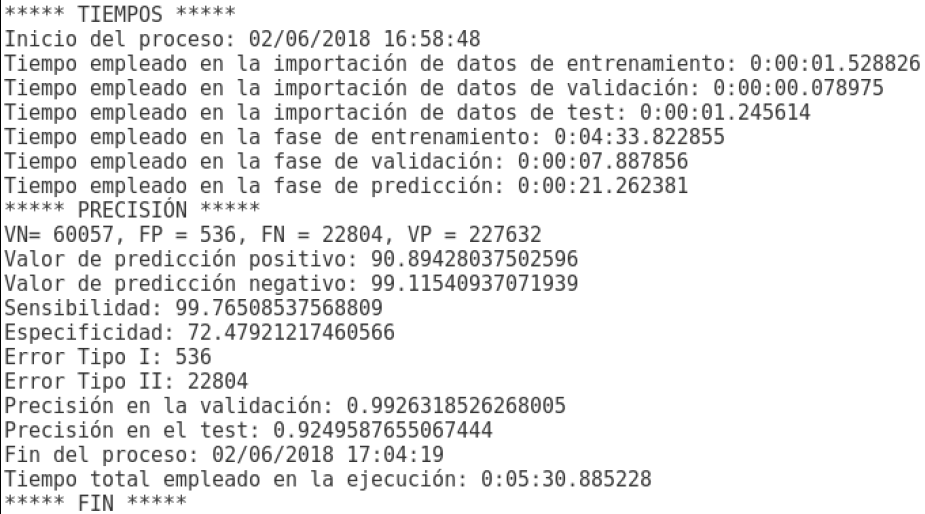 ***** TIEMPOS *****
Inicio del proceso: 02/06/2018 16:58:48
Tiempo empleado en la importación de datos de entrenamiento: 0:00:01.528826
Tiempo empleado en la importación de datos de validación: 0:00:00.078975
Tiempo empleado en la importación de datos de test: 0:00:01.245614
Tiempo empleado en la fase de entrenamiento: 0:04:33.822855
Tiempo empleado en la fase de validación: 0:00:07.887856
Tiempo empleado en la fase de predicción: 0:00:21.262381
***** PRECISIÓN *****
VN= 60057, FP = 536, FN = 22804, VP = 227632
Valor de predicción positivo: 90.89428037502596
Valor de predicción negativo: 99.11540937071939
Sensibilidad: 99.76508537568809
Especificidad: 72.47921217460566
Error Tipo I: 536
Error Tipo II: 22804
Precisión en la validación: 0.9926318526268005
Precisión en el test: 0.9249587655067444
Fin del proceso: 02/06/2018 17:04:19
Tiempo total empleado en la ejecución: 0:05:30.885228
***** FIN *****